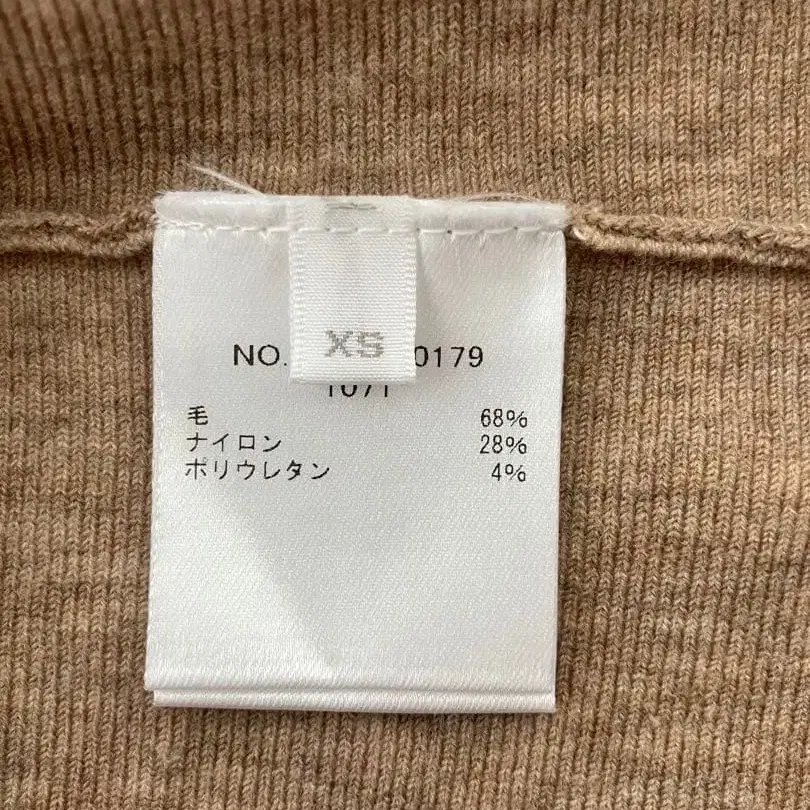 XS
NO. 0179
1071
毛 68%
ナイロン 28%
ポリウレタン 4%